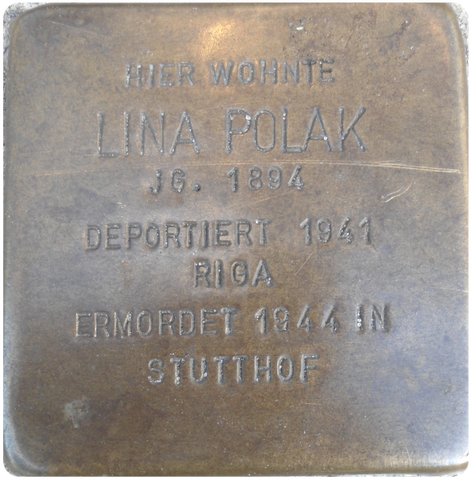 HIER WOHNTE
LINA POLAK
JG. 1894
DEPORTIERT 1941
RIGA
ERMORDET 1944 IN
STUTTHOF